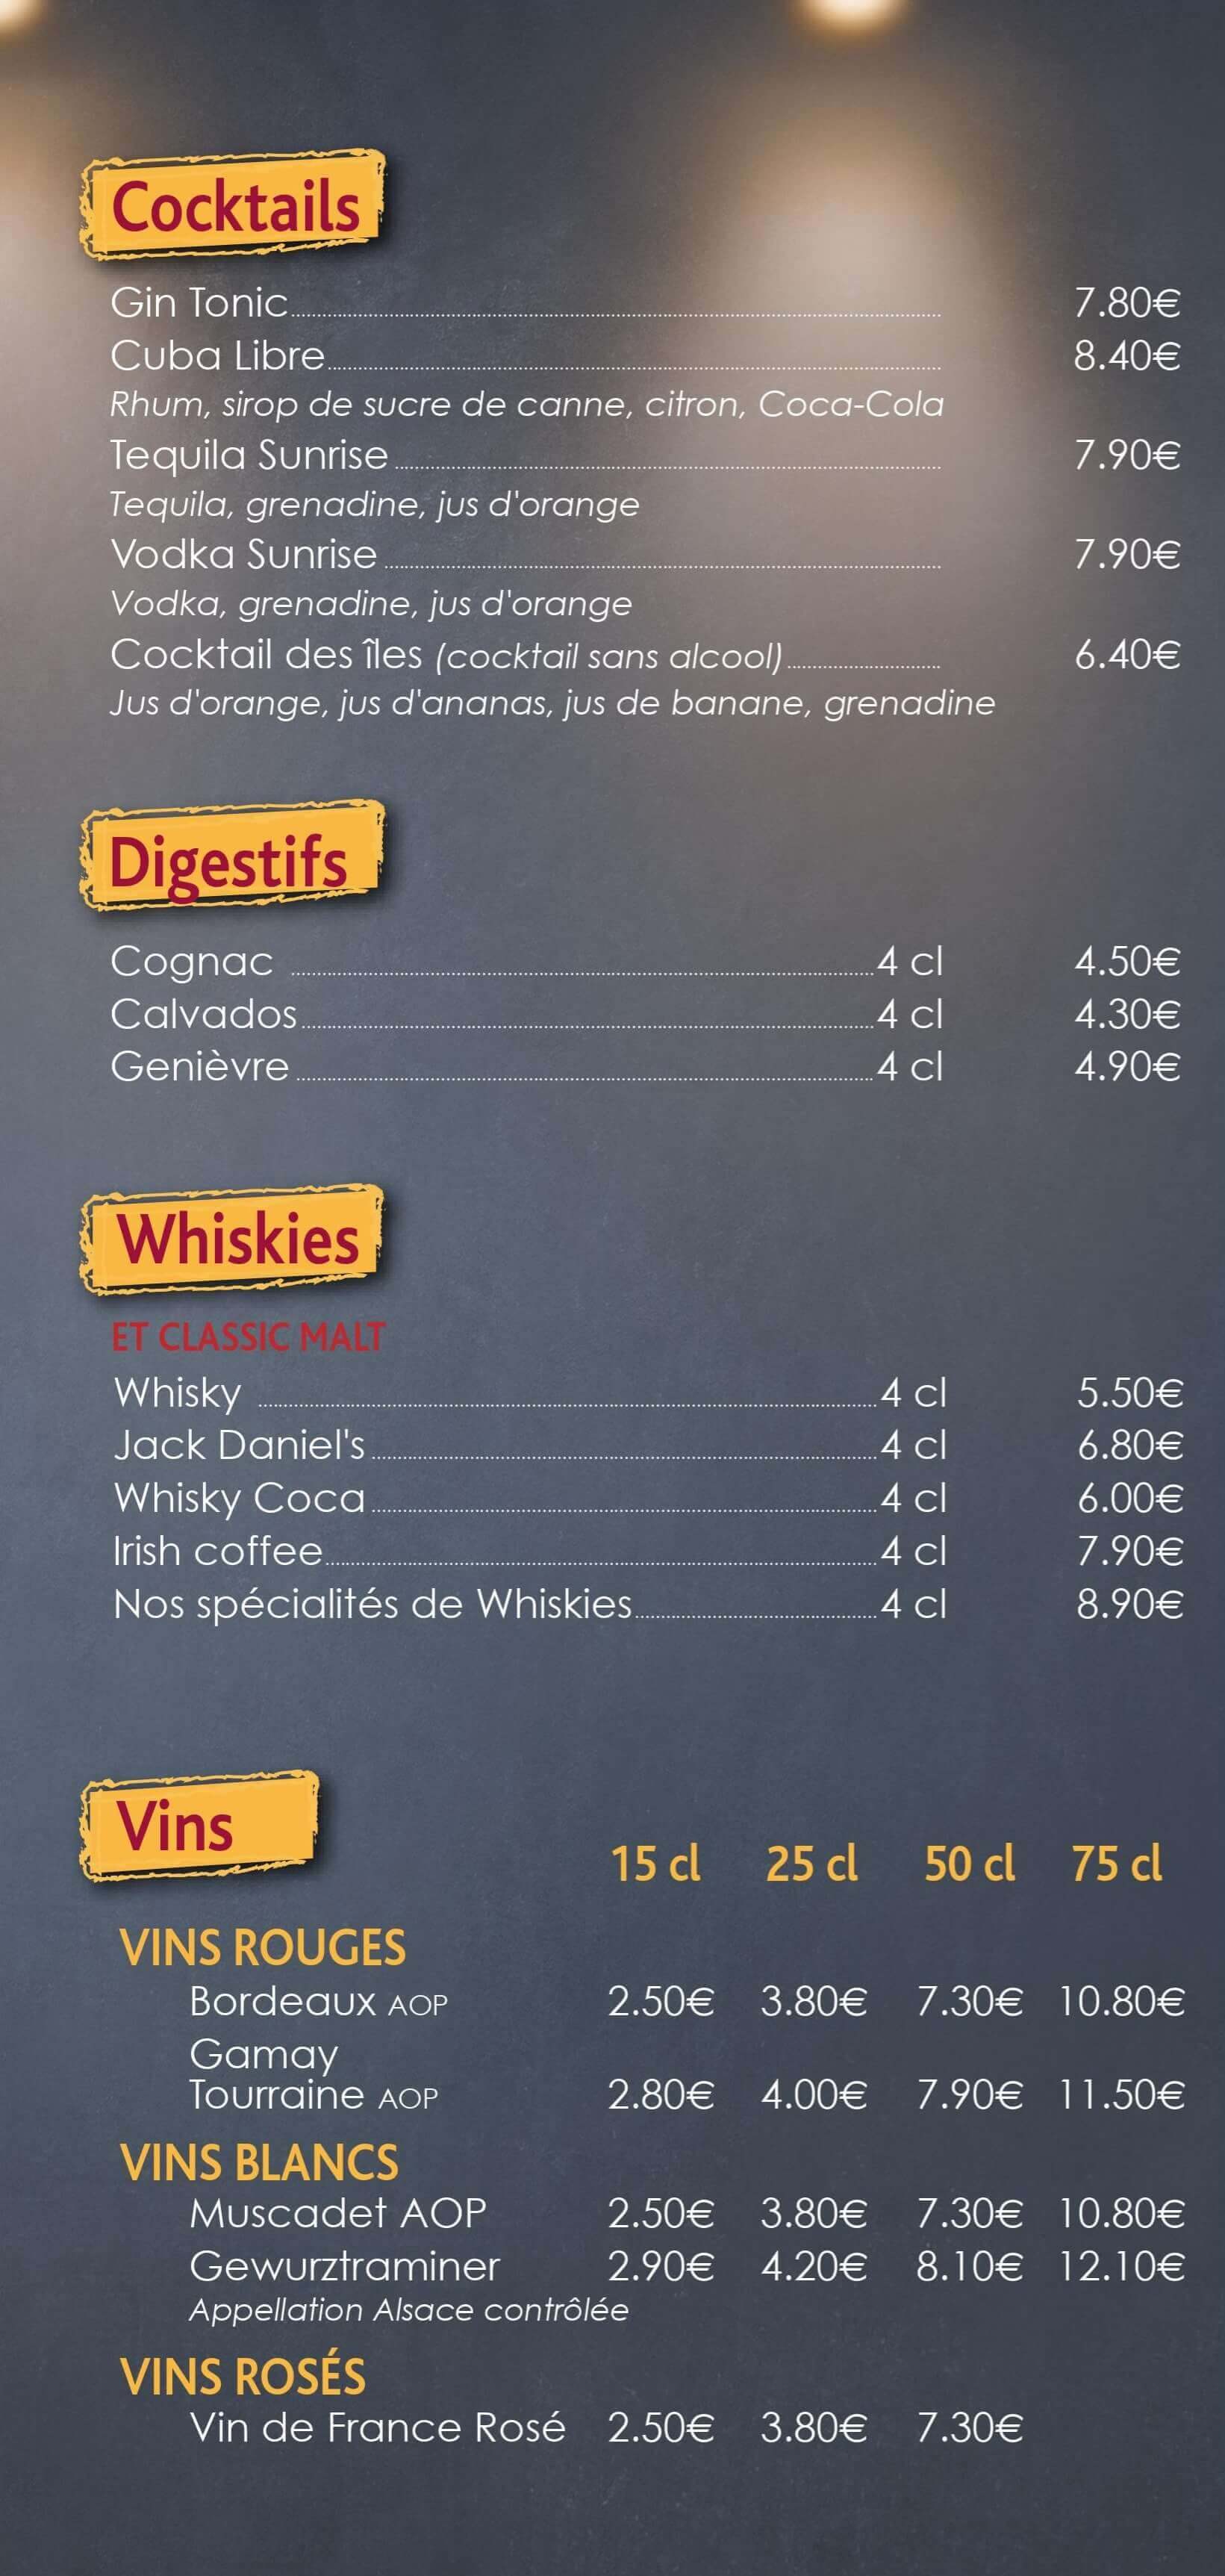 Cocktails
Gin Tonic 7.80€
Cuba Libre 8.40€
Rhum, sirop de sucre de canne, citron, Coca-Cola
Tequila Sunrise 7.90€
Tequila, grenadine, jus d'orange
Vodka Sunrise 7.90€
Vodka, grenadine, jus d'orange
Cocktail des îles (cocktail sans alcool) 6.40€
Jus d'orange, jus d'ananas, jus de banane, grenadine
Digestifs
Cognac 4 cl 4.50€
Calvados 4 cl 4.30€
Genièvre 4 cl 4.90€
Whiskies
ET CLASSIC MALT
Whisky 4 cl 5.50€
Jack Daniel's 4 cl 6.80€
Whisky Coca 4 cl 6.00€
Irish coffee 4 cl 7.90€
Nos spécialités de Whiskies 4 cl 8.90€
Vins
15 cl 25 cl 50 cl 75 cl
VINS ROUGES
Bordeaux AOP 2.50€ 3.80€ 7.30€ 10.80€
Gamay
Tourraine AOP 2.80€ 4.00€ 7.90€ 11.50€
VINS BLANCS
Muscadet AOP 2.50€ 3.80€ 7.30€ 10.80€
Gewurztraminer 2.90€ 4.20€ 8.10€ 12.10€
Appellation Alsace contrôlée
VINS ROSÉS
Vin de France Rosé 2.50€ 3.80€ 7.30€